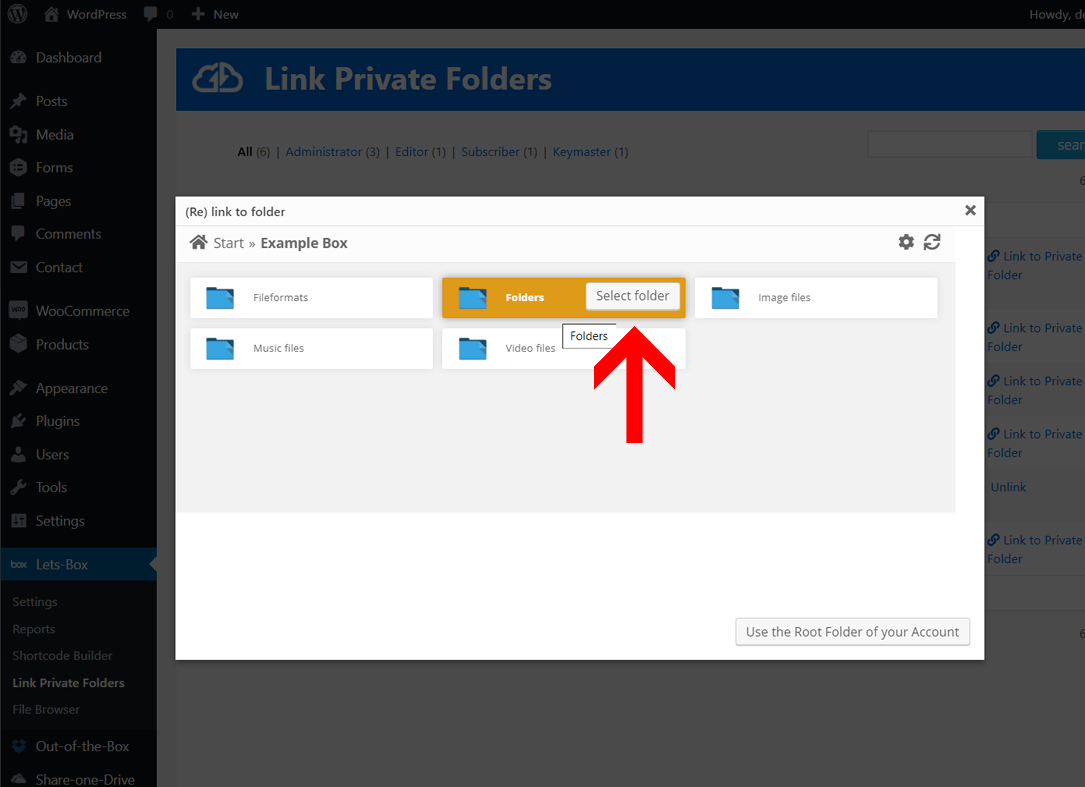 WordPress 0 New Howdy, de
Dashboard
Posts
Media
Forms
Pages
Comments
Contact
WooCommerce
Products
Appearance
Plugins
Users
Tools
Settings
box Lets-Box
Settings
Reports
Shortcode Builder
Link Private Folders
File Browser
Out-of-the-Box
Share-one-Drive
Link Private Folders
All (6) | Administrator (3) | Editor (1) | Subscriber (1) | Keymaster (1)
sear
6
(Re) link to folder
Start » Example Box
Fileformats
Folders
Select folder
Image files
Music files
Video files
Folders
Use the Root Folder of your Account
Link to Private
Folder
Link to Private
Folder
Link to Private
Folder
Link to Private
Folder
Unlink
Link to Private
Folder
6